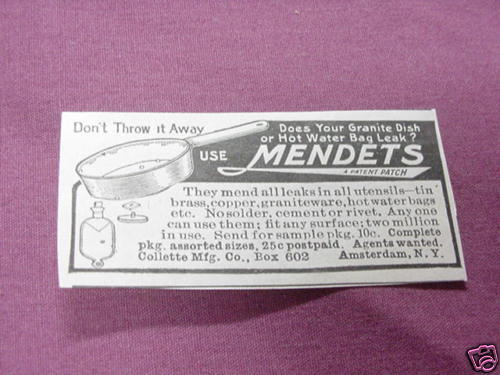 Don't Throw it Away
Does Your Granite Dish
or Hot Water Bag Leak?
USE MENDETS
A PATENT PATCH
They mend all leaks in all utensils—tin
brass, copper, graniteware, hot water bags
etc. No solder, cement or rivet. Any one
can use them; fit any surface; two million
in use. Send for sample pkg. 10c. Complete
pkg. assorted sizes, 25c postpaid. Agents wanted.
Collette Mfg. Co., Box 602 Amsterdam, N. Y.